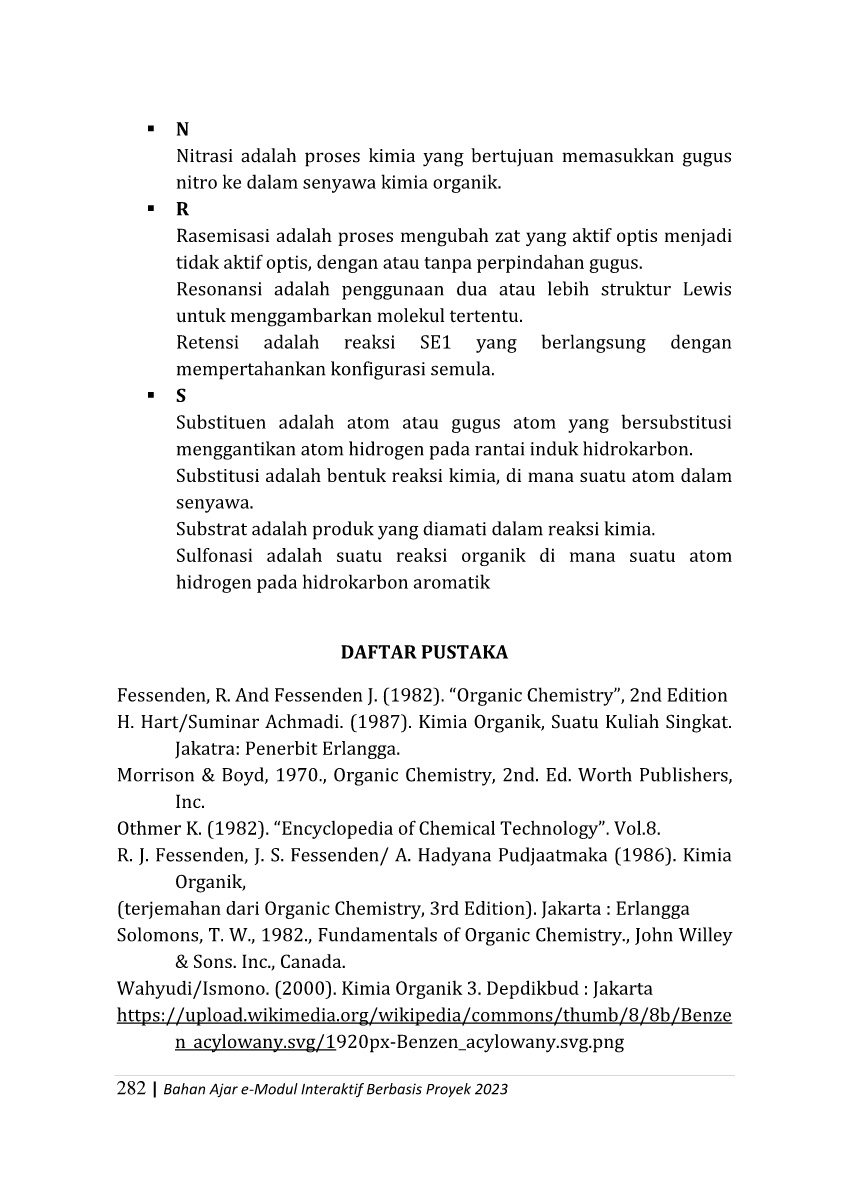 ▪ N
Nitrasi adalah proses kimia yang bertujuan memasukkan gugus
nitro ke dalam senyawa kimia organik.
▪ R
Rasemisasi adalah proses mengubah zat yang aktif optis menjadi
tidak aktif optis, dengan atau tanpa perpindahan gugus.
Resonansi adalah penggunaan dua atau lebih struktur Lewis
untuk menggambarkan molekul tertentu.
Retensi adalah reaksi SE1 yang berlangsung dengan
mempertahankan konfigurasi semula.
▪ S
Substituen adalah atom atau gugus atom yang bersubstitusi
menggantikan atom hidrogen pada rantai induk hidrokarbon.
Substitusi adalah bentuk reaksi kimia, di mana suatu atom dalam
senyawa.
Substrat adalah produk yang diamati dalam reaksi kimia.
Sulfonasi adalah suatu reaksi organik di mana suatu atom
hidrogen pada hidrokarbon aromatik
DAFTAR PUSTAKA
Fessenden, R. And Fessenden J. (1982). “Organic Chemistry”, 2nd Edition
H. Hart/Suminar Achmadi. (1987). Kimia Organik, Suatu Kuliah Singkat.
Jakatra: Penerbit Erlangga.
Morrison & Boyd, 1970., Organic Chemistry, 2nd. Ed. Worth Publishers,
Inc.
Othmer K. (1982). “Encyclopedia of Chemical Technology”. Vol.8.
R. J. Fessenden, J. S. Fessenden/ A. Hadyana Pudjaatmaka (1986). Kimia
Organik,
(terjemahan dari Organic Chemistry, 3rd Edition). Jakarta : Erlangga
Solomons, T. W., 1982., Fundamentals of Organic Chemistry., John Willey
& Sons. Inc., Canada.
Wahyudi/Ismono. (2000). Kimia Organik 3. Depdikbud : Jakarta
https://upload.wikimedia.org/wikipedia/commons/thumb/8/8b/Benze
n_acylowany.svg/1920px-Benzen_acylowany.svg.png
282 | Bahan Ajar e-Modul Interaktif Berbasis Proyek 2023